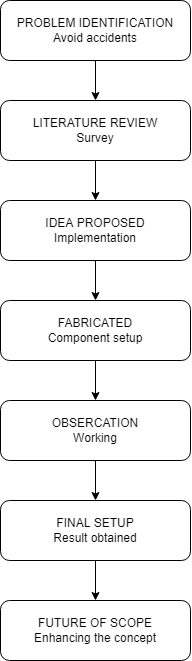 PROBLEM IDENTIFICATION
Avoid accidents
LITERATURE REVIEW
Survey
IDEA PROPOSED
Implementation
FABRICATED
Component setup
OBSERCATION
Working
FINAL SETUP
Result obtained
FUTURE OF SCOPE
Enhancing the concept